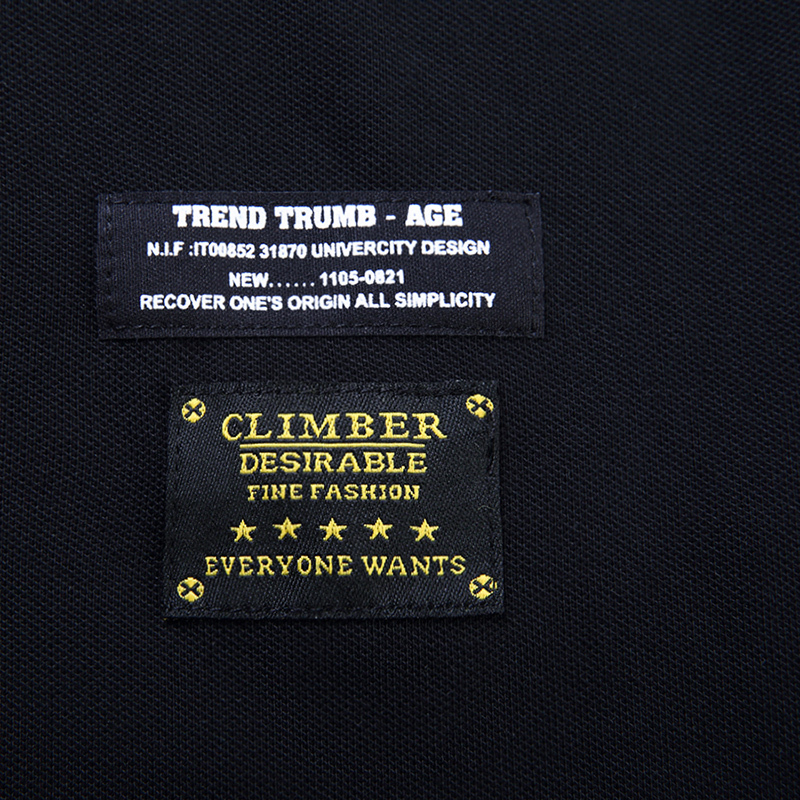 TREND TRUMB - AGE
N.I.F :IT00852 31870 UNIVERCITY DESIGN
NEW...... 1105-0821
RECOVER ONE'S ORIGIN ALL SIMPLICITY
CLIMBER
DESIRABLE
FINE FASHION
EVERYONE WANTS